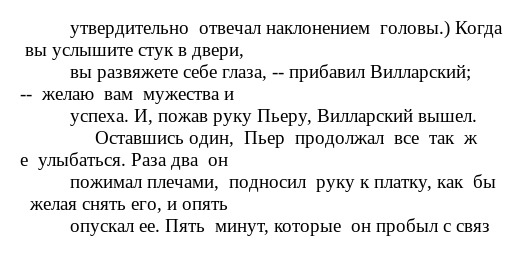 утвердительно отвечал наклонением головы.) Когда
вы услышите стук в двери,
вы развяжете себе глаза, -- прибавил Вилларский;
-- желаю вам мужества и
успеха. И, пожав руку Пьеру, Вилларский вышел.
Оставшись один, Пьер продолжал все так ж
е улыбаться. Раза два он
пожимал плечами, подносил руку к платку, как бы
желая снять его, и опять
опускал ее. Пять минут, которые он пробыл с связ